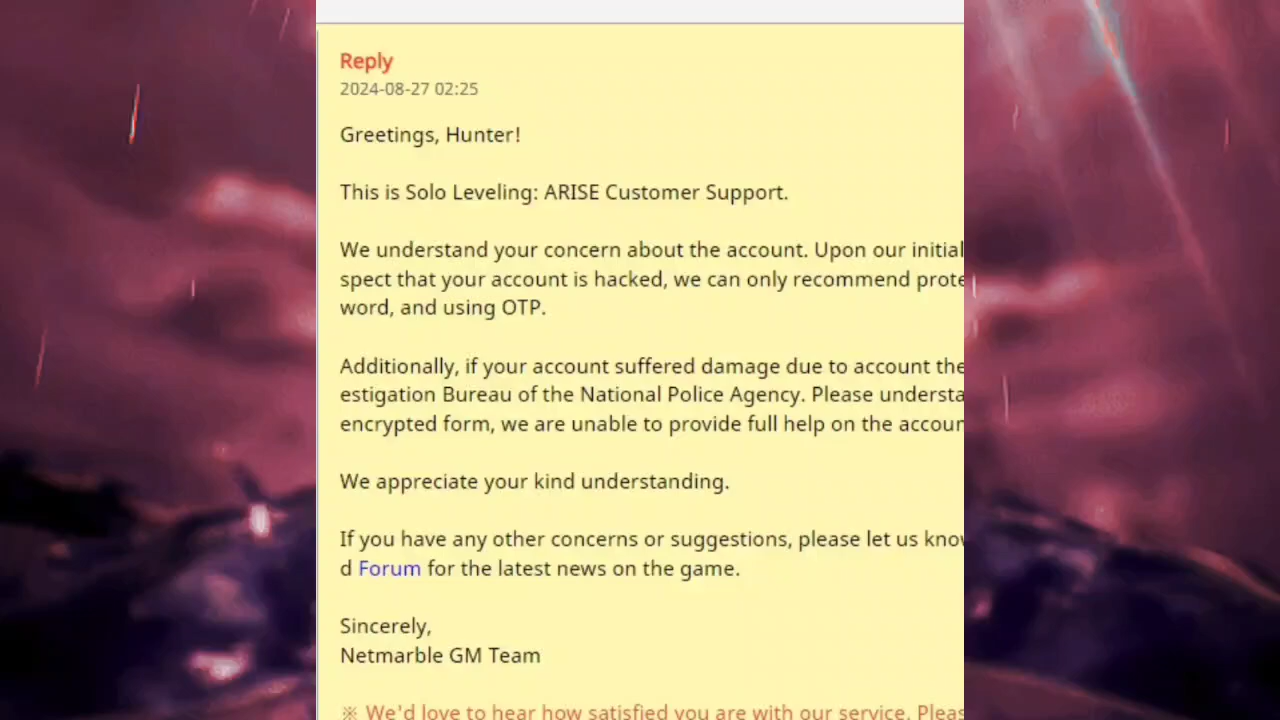 Reply
2024-08-27 02:25
Greetings, Hunter!
This is Solo Leveling: ARISE Customer Support.
We understand your concern about the account. Upon our initial
spect that your account is hacked, we can only recommend prote
word, and using OTP.
Additionally, if your account suffered damage due to account the
estigation Bureau of the National Police Agency. Please understa
encrypted form, we are unable to provide full help on the accoun
We appreciate your kind understanding.
If you have any other concerns or suggestions, please let us know
d Forum for the latest news on the game.
Sincerely,
Netmarble GM Team
※ We'd love to hear how satisfied you are with our service. Pleas